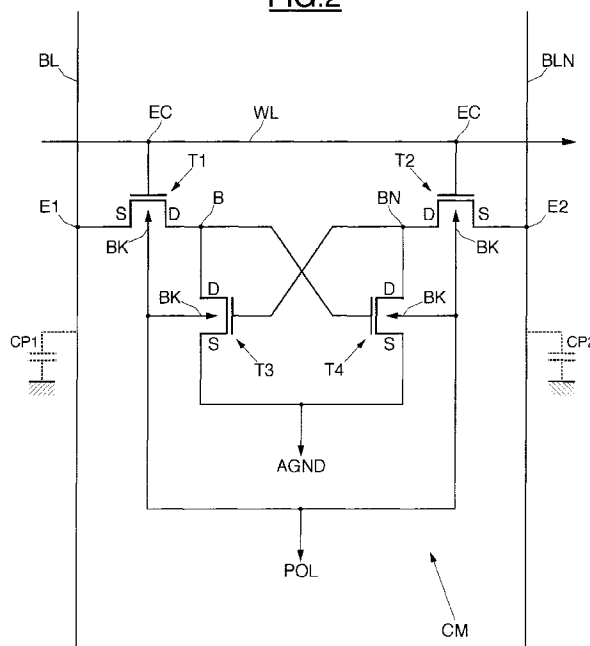 FIG.2
BL
BLN
EC
WL
EC
T1
T2
E1
S
D
B
BN
D
S
E2
BK
BK
D
BK
D
BK
CP1
S
S
CP2
T3
T4
AGND
POL
CM